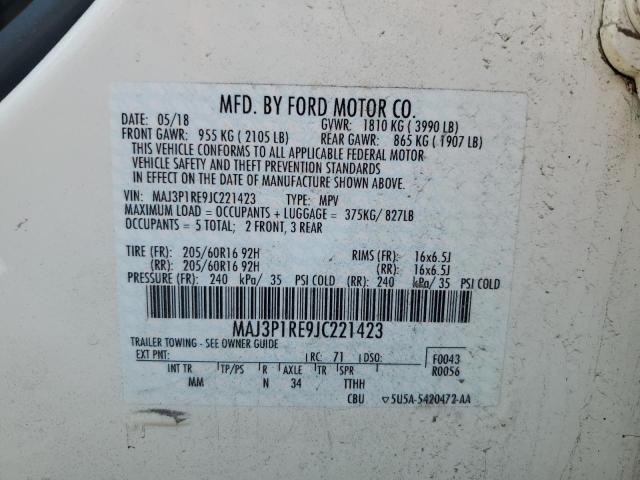 MFD. BY FORD MOTOR CO.
DATE: 05/18 GVWR: 1810 KG ( 3990 LB)
FRONT GAWR: 955 KG ( 2105 LB) REAR GAWR: 865 KG ( 1907 LB)
THIS VEHICLE CONFORMS TO ALL APPLICABLE FEDERAL MOTOR
VEHICLE SAFETY AND THEFT PREVENTION STANDARDS
IN EFFECT ON THE DATE OF MANUFACTURE SHOWN ABOVE.
VIN: MAJ3P1RE9JC221423 TYPE: MPV
MAXIMUM LOAD = OCCUPANTS + LUGGAGE = 375KG/ 827LB
OCCUPANTS = 5 TOTAL; 2 FRONT, 3 REAR
TIRE (FR): 205/60R16 92H RIMS (FR): 16x6.5J
(RR): 205/60R16 92H (RR): 16x6.5J
PRESSURE (FR): 240 kPa/ 35 PSI COLD (RR): 240 kPa/ 35 PSI COLD
MAJ3P1RE9JC221423
TRAILER TOWING - SEE OWNER GUIDE
EXT PNT: RC: 71 DSO: F0043
INT TR TP/PS R AXLE TR SPR R0056
MM N 34 TTHH
CBU ▽5U5A-5420472-AA